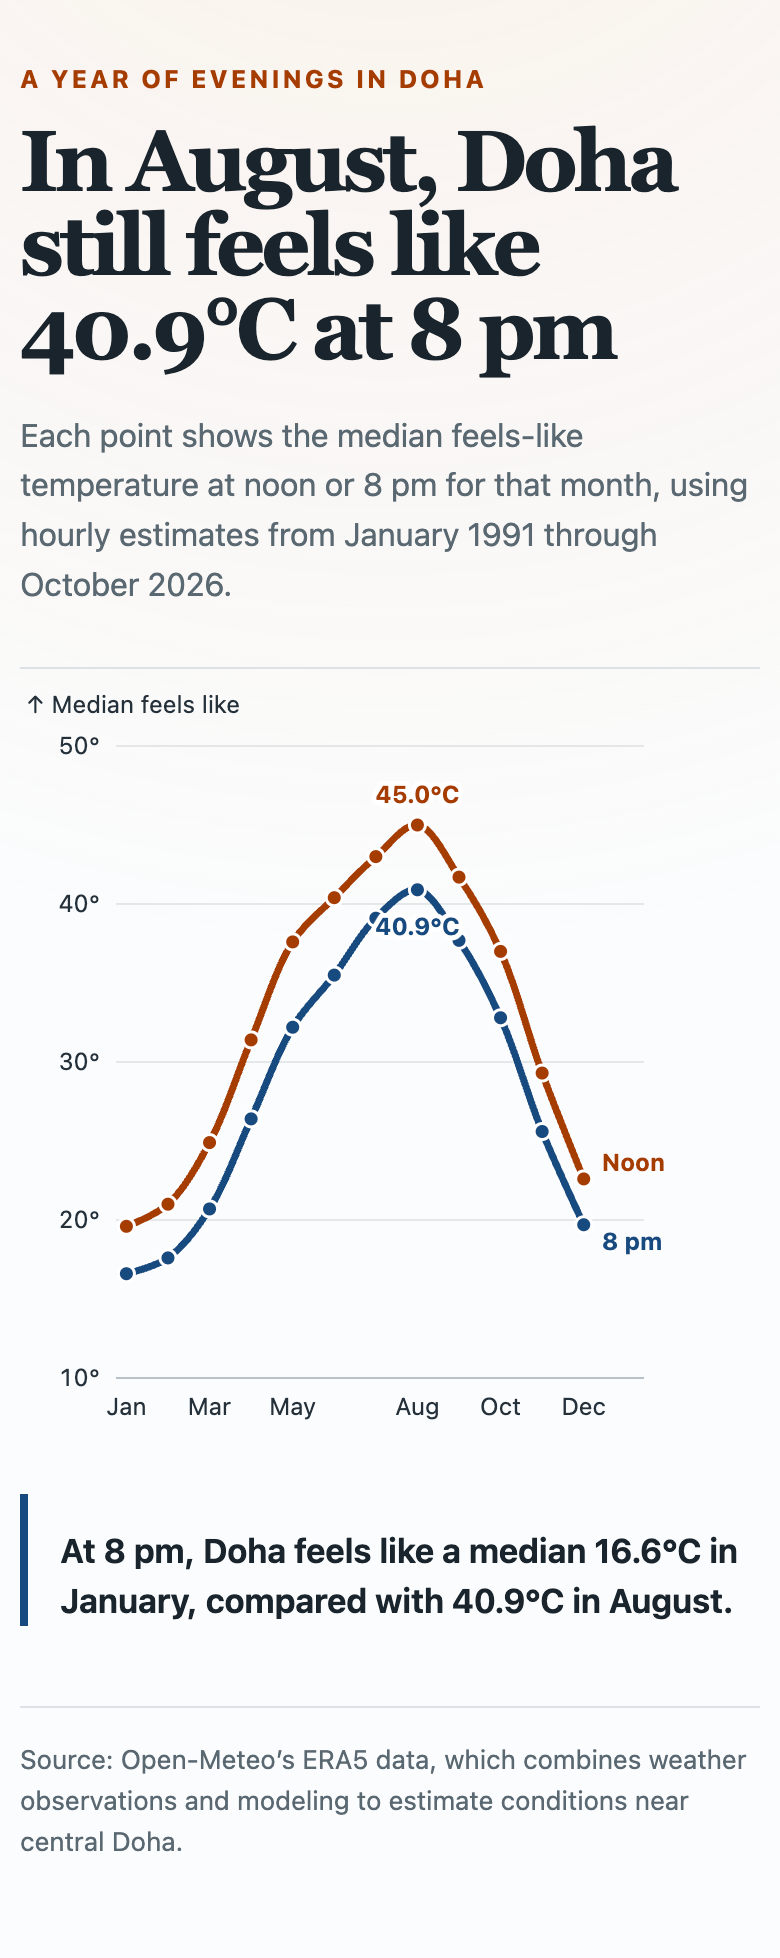 A YEAR OF EVENINGS IN DOHA
In August, Doha
still feels like
40.9°C at 8 pm
Each point shows the median feels-like
temperature at noon or 8 pm for that month, using
hourly estimates from January 1991 through
October 2026.
↑ Median feels like
50°
45.0°C
40°
40.9°C
30°
Noon
20°
8 pm
10°
Jan Mar May Aug Oct Dec
At 8 pm, Doha feels like a median 16.6°C in
January, compared with 40.9°C in August.
Source: Open-Meteo’s ERA5 data, which combines weather
observations and modeling to estimate conditions near
central Doha.